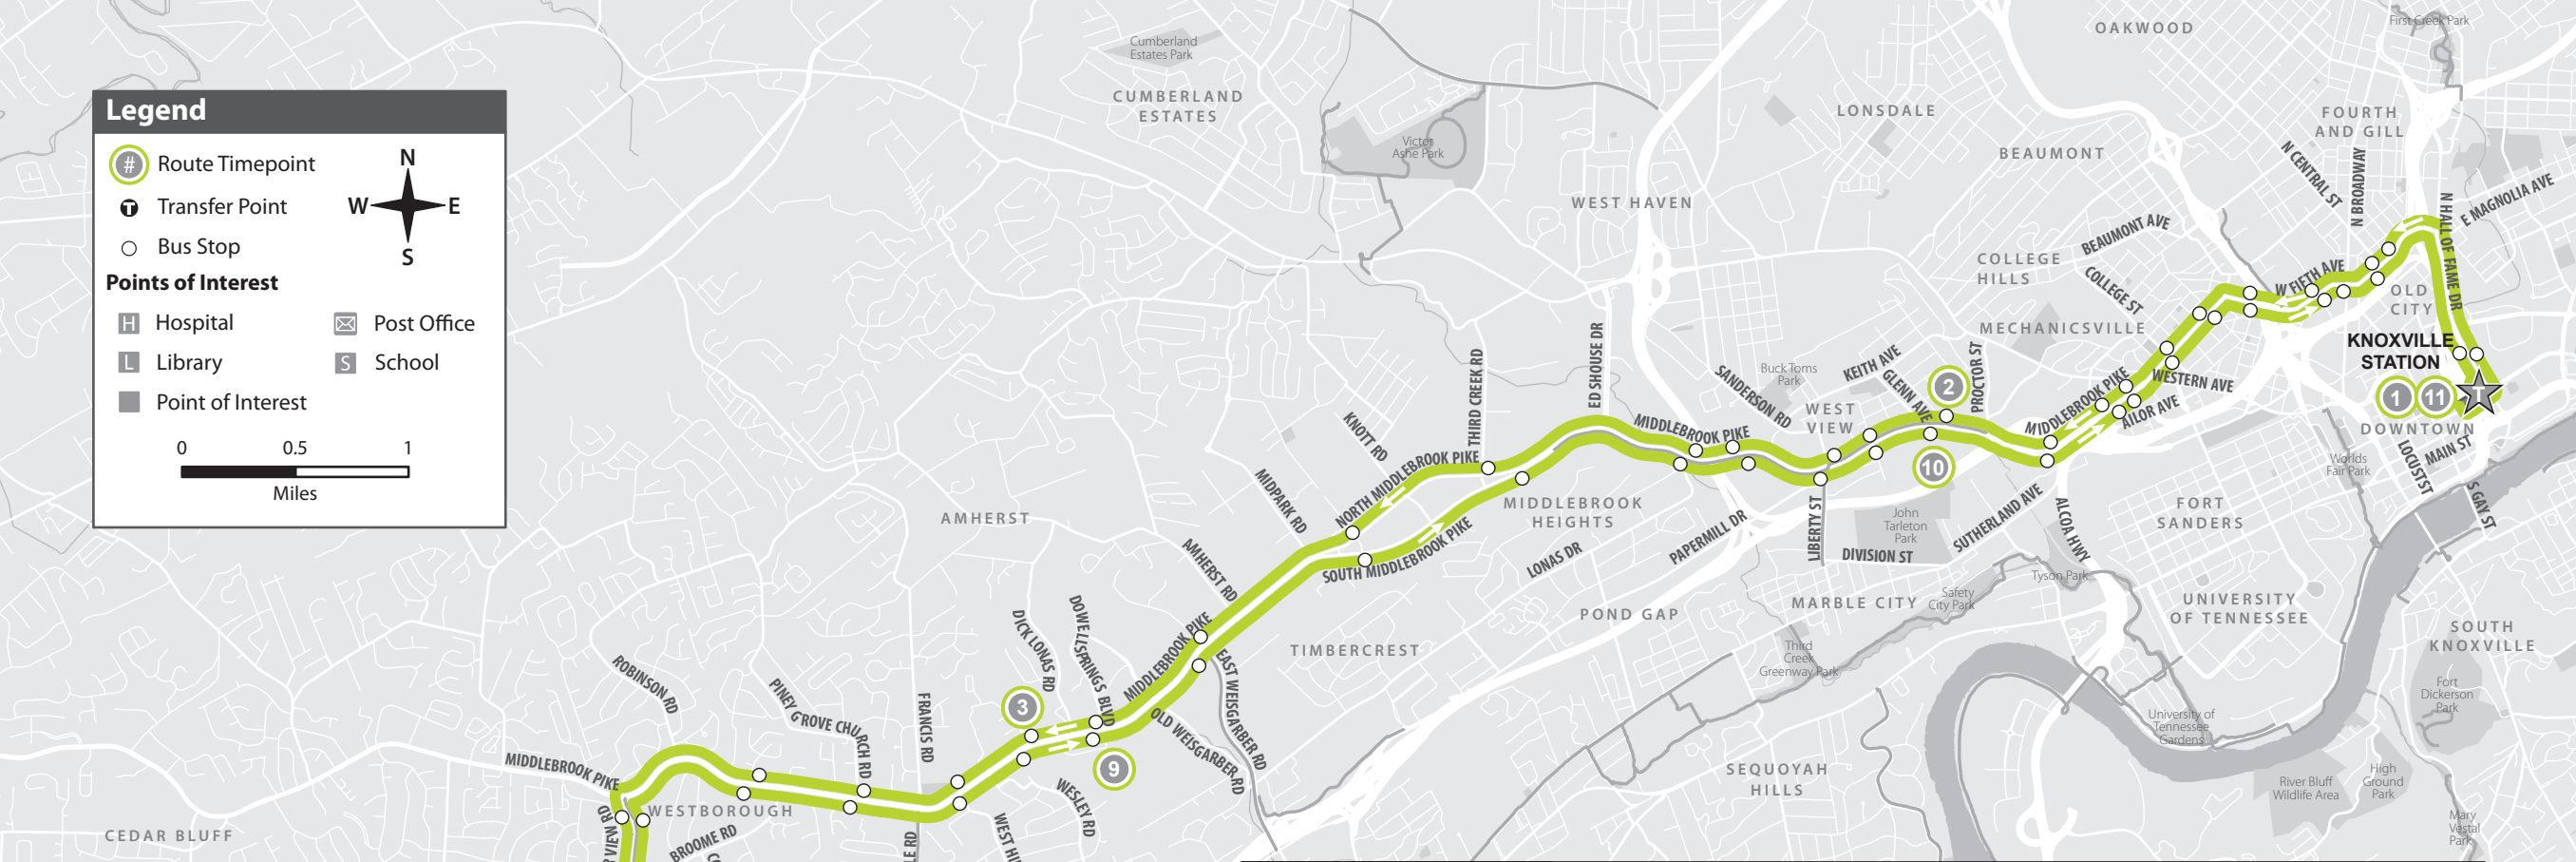 Legend
# Route Timepoint
T Transfer Point
Bus Stop
N
W E
S
Points of Interest
H Hospital
Post Office
L Library
S School
Point of Interest
0 0.5 1
Miles
Cumberland
Estates Park
CUMBERLAND
ESTATES
Victor
Ashe Park
WEST HAVEN
LONSDALE
OAKWOOD
First Creek Park
BEAUMONT
FOURTH
AND GILL
N CENTRAL ST
N BROADWAY
N HALL OF FAME DR
E MAGNOLIA AVE
BEAUMONT AVE
COLLEGE
HILLS
COLLEGE ST
W FIFTH AVE
OLD
CITY
MECHANICSVILLE
KNOXVILLE
STATION
1 11 T
DOWNTOWN
LOCUST ST
MAIN ST
S GAY ST
Worlds
Fair Park
WESTERN AVE
AILOR AVE
MIDDLEBROOK PIKE
PROCTOR ST
2
10
KEITH AVE
GLENN AVE
Buck Toms
Park
WEST
VIEW
SANDERSON RD
MIDDLEBROOK PIKE
ED SHOUSE DR
THIRD CREEK RD
KNOTT RD
NORTH MIDDLEBROOK PIKE
MIDPARK RD
SOUTH MIDDLEBROOK PIKE
MIDDLEBROOK
HEIGHTS
LONAS DR
PAPERMILL DR
LIBERTY ST
DIVISION ST
John
Tarleton
Park
SUTHERLAND AVE
ALCOA HWY
FORT
SANDERS
Tyson Park
Safety
City Park
MARBLE CITY
POND GAP
UNIVERSITY
OF TENNESSEE
SOUTH
KNOXVILLE
Third
Creek
Greenway Park
Fort
Dickerson
Park
University of
Tennessee
Gardens
SEQUOYAH
HILLS
River Bluff
Wildlife Area
High
Ground
Park
Mary
Vestal
Park
AMHERST
AMHERST RD
TIMBERCREST
DICK LONAS RD
DOWELL SPRINGS BLVD
MIDDLEBROOK PIKE
EAST WEISGARBER RD
OLD WEISGARBER RD
3
9
WESLEY RD
WEST HI
FRANCIS RD
LE RD
PINEY GROVE CHURCH RD
ROBINSON RD
MIDDLEBROOK PIKE
WESTBOROUGH
BROOME RD
CEDAR BLUFF
VIEW RD